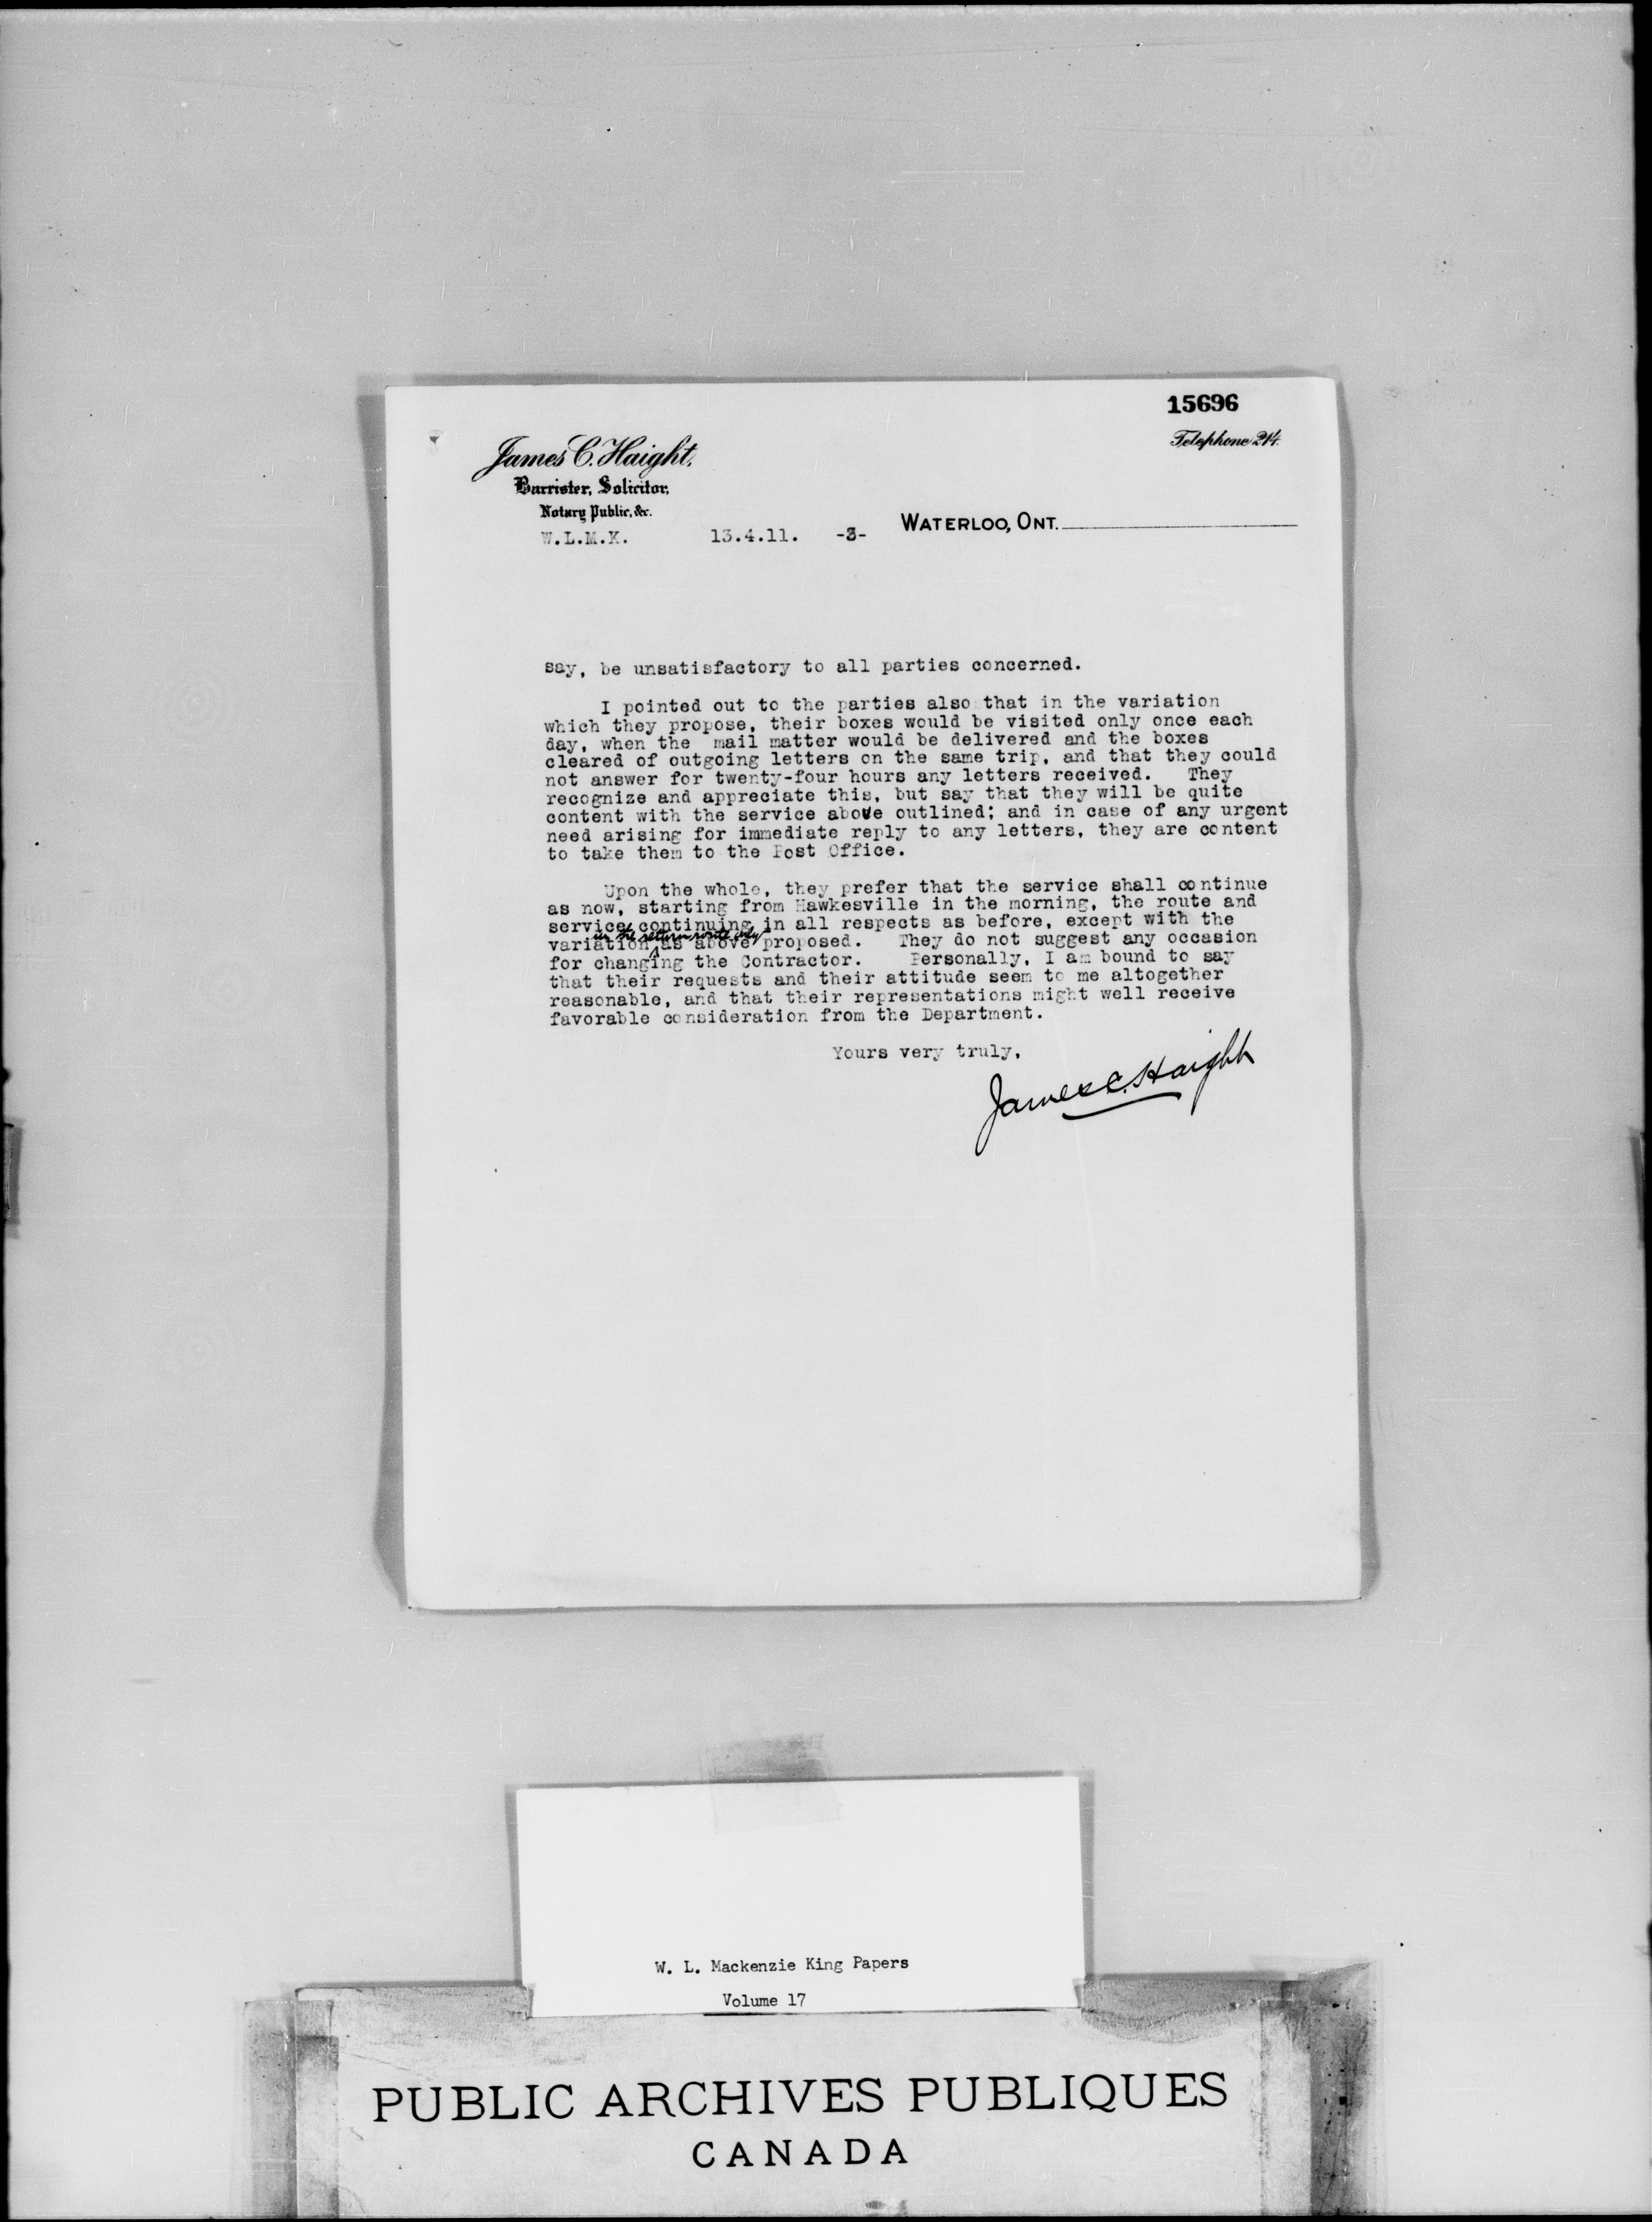 15696
Telephone 214.
James C. Haight,
Barrister, Solicitor,
Notary Public, &c.
WATERLOO, ONT.
W.L.M.K. 13.4.11. -3-
say, be unsatisfactory to all parties concerned.
I pointed out to the parties also that in the variation
which they propose, their boxes would be visited only once each
day, when the mail matter would be delivered and the boxes
cleared of outgoing letters on the same trip, and that they could
not answer for twenty-four hours any letters received. They
recognize and appreciate this, but say that they will be quite
content with the service above outlined; and in case of any urgent
need arising for immediate reply to any letters, they are content
to take them to the Post Office.
Upon the whole, they prefer that the service shall continue
as now, starting from Hawkesville in the morning, the route and
service continuing in all respects as before, except with the
in the return route only
variation as above proposed. They do not suggest any occasion
for changing the Contractor. Personally, I am bound to say
that their requests and their attitude seem to me altogether
reasonable, and that their representations might well receive
favorable consideration from the Department.
Yours very truly,
James C. Haight
W. L. Mackenzie King Papers
Volume 17
PUBLIC ARCHIVES PUBLIQUES
CANADA